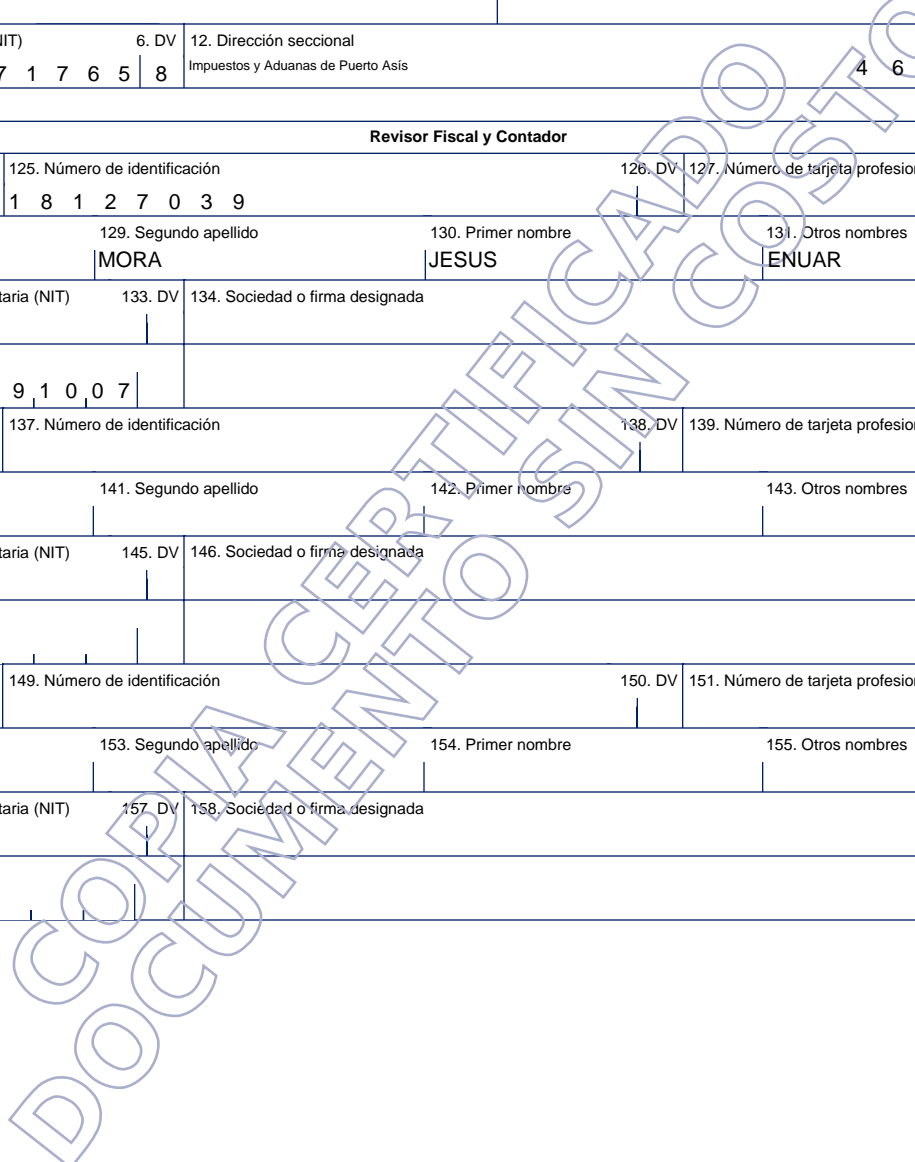 NIT) 6. DV 12. Dirección seccional
7 1 7 6 5 8 Impuestos y Aduanas de Puerto Asís 4 6
Revisor Fiscal y Contador
125. Número de identificación 126. DV 127. Número de tarjeta profesion
1 8 1 2 7 0 3 9
129. Segundo apellido 130. Primer nombre 131. Otros nombres
MORA JESUS ENUAR
taria (NIT) 133. DV 134. Sociedad o firma designada
9 1 0 0 7
137. Número de identificación 138. DV 139. Número de tarjeta profesion
141. Segundo apellido 142. Primer nombre 143. Otros nombres
taria (NIT) 145. DV 146. Sociedad o firma designada
149. Número de identificación 150. DV 151. Número de tarjeta profesion
153. Segundo apellido 154. Primer nombre 155. Otros nombres
taria (NIT) 157. DV 158. Sociedad o firma designada
COPIA CERTIFICADO
DOCUMENTO SIN COSTO